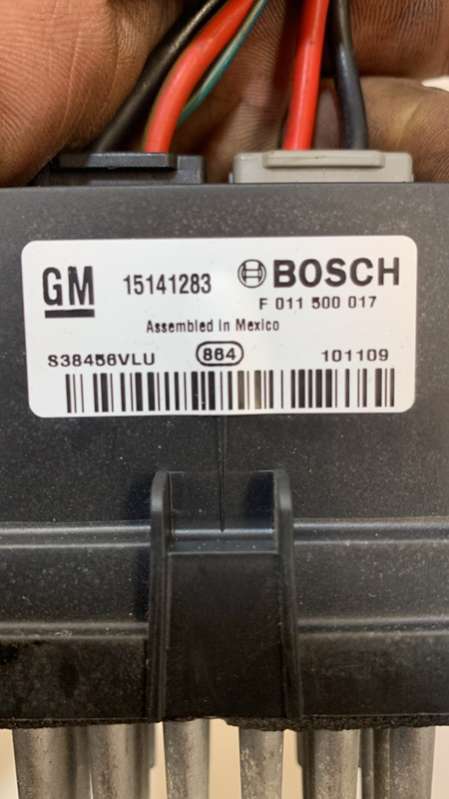 GM 15141283 BOSCH
F 011 500 017
Assembled in Mexico
S38456VLU 864 101109